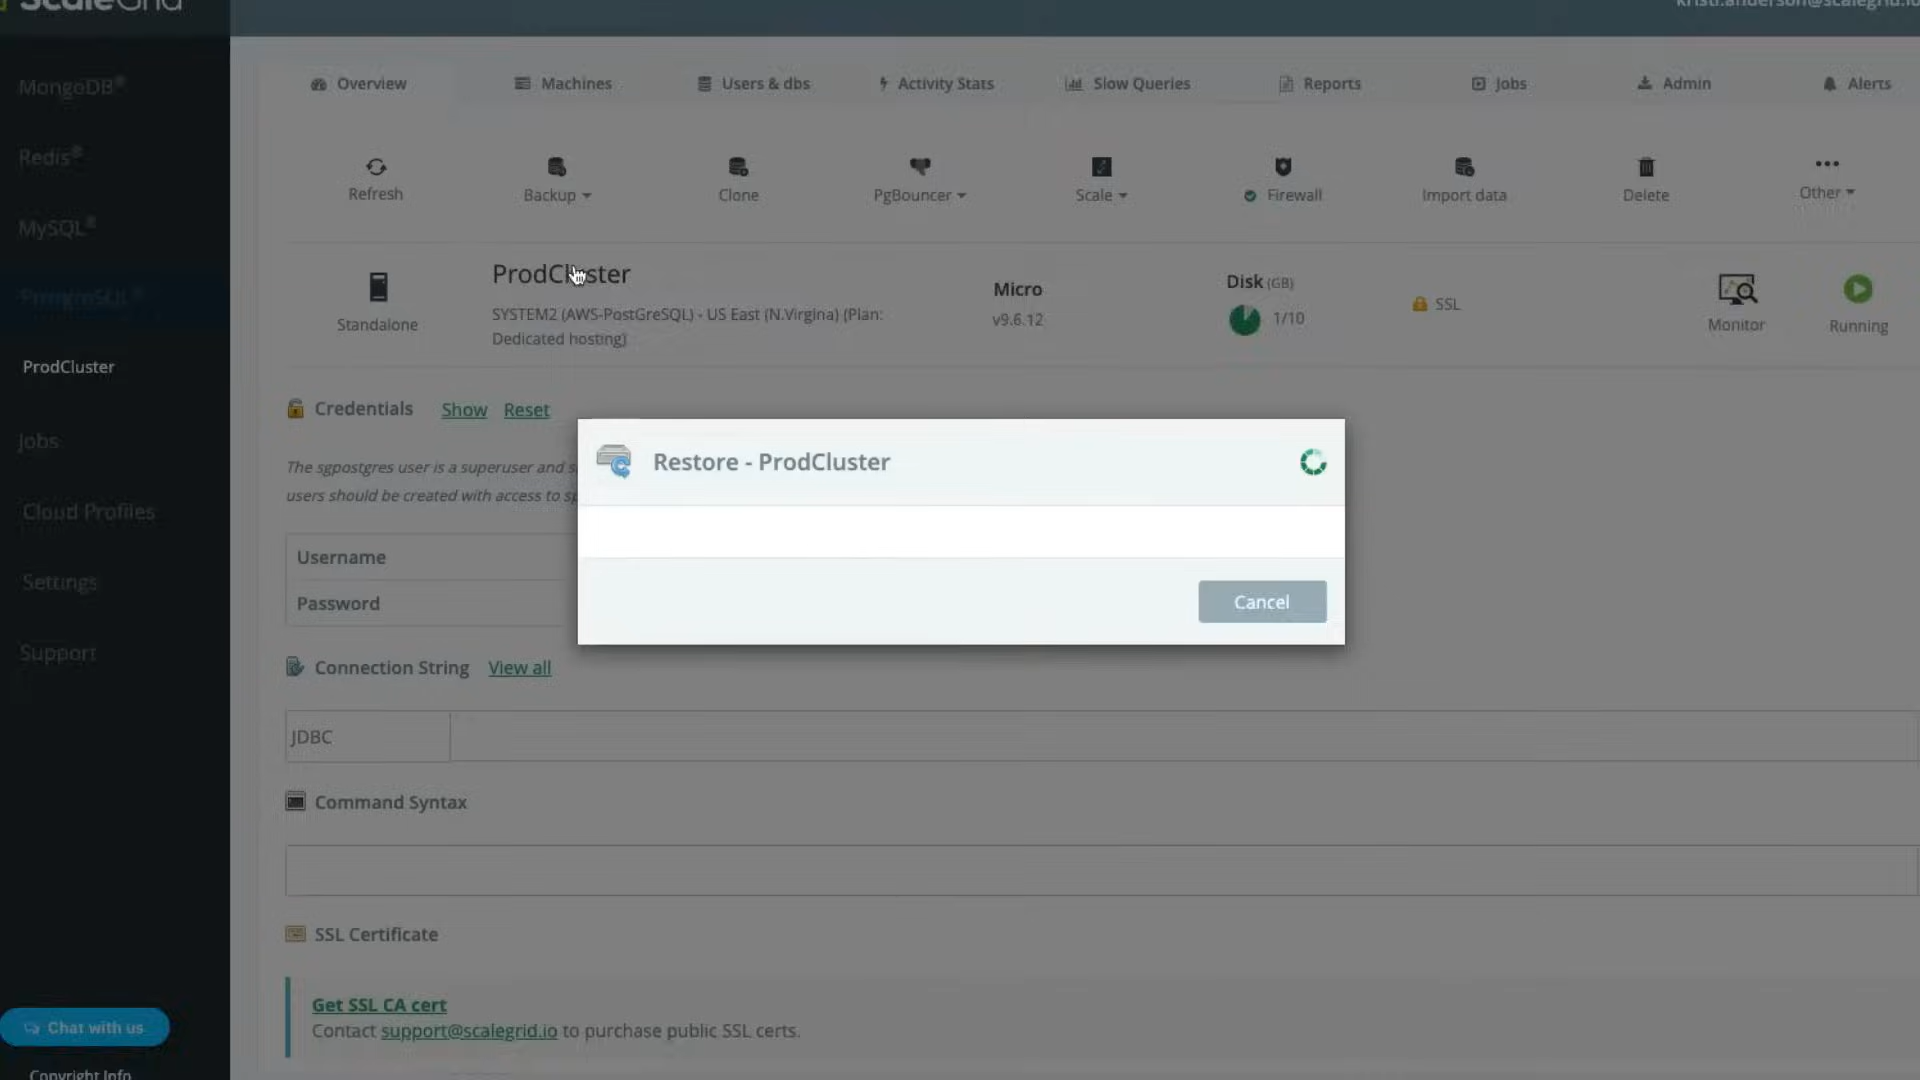 ScaleGrid
kristi.anderson@scalegrid.io
MongoDB®
Redis®
MySQL®
PostgreSQL®
ProdCluster
Jobs
Cloud Profiles
Settings
Support
Chat with us
Copyright Info
Overview
Machines
Users & dbs
Activity Stats
Slow Queries
Reports
Jobs
Admin
Alerts
Refresh
Backup
Clone
PgBouncer
Scale
Firewall
Import data
Delete
Other
Standalone
ProdCluster
SYSTEM2 (AWS-PostGreSQL) - US East (N.Virgina) (Plan:
Dedicated hosting)
Micro
v9.6.12
Disk (GB)
1/10
SSL
Monitor
Running
Credentials Show Reset
The sgpostgres user is a superuser and
users should be created with access to
Username
Password
Restore - ProdCluster
Cancel
Connection String View all
JDBC
Command Syntax
SSL Certificate
Get SSL CA cert
Contact support@scalegrid.io to purchase public SSL certs.